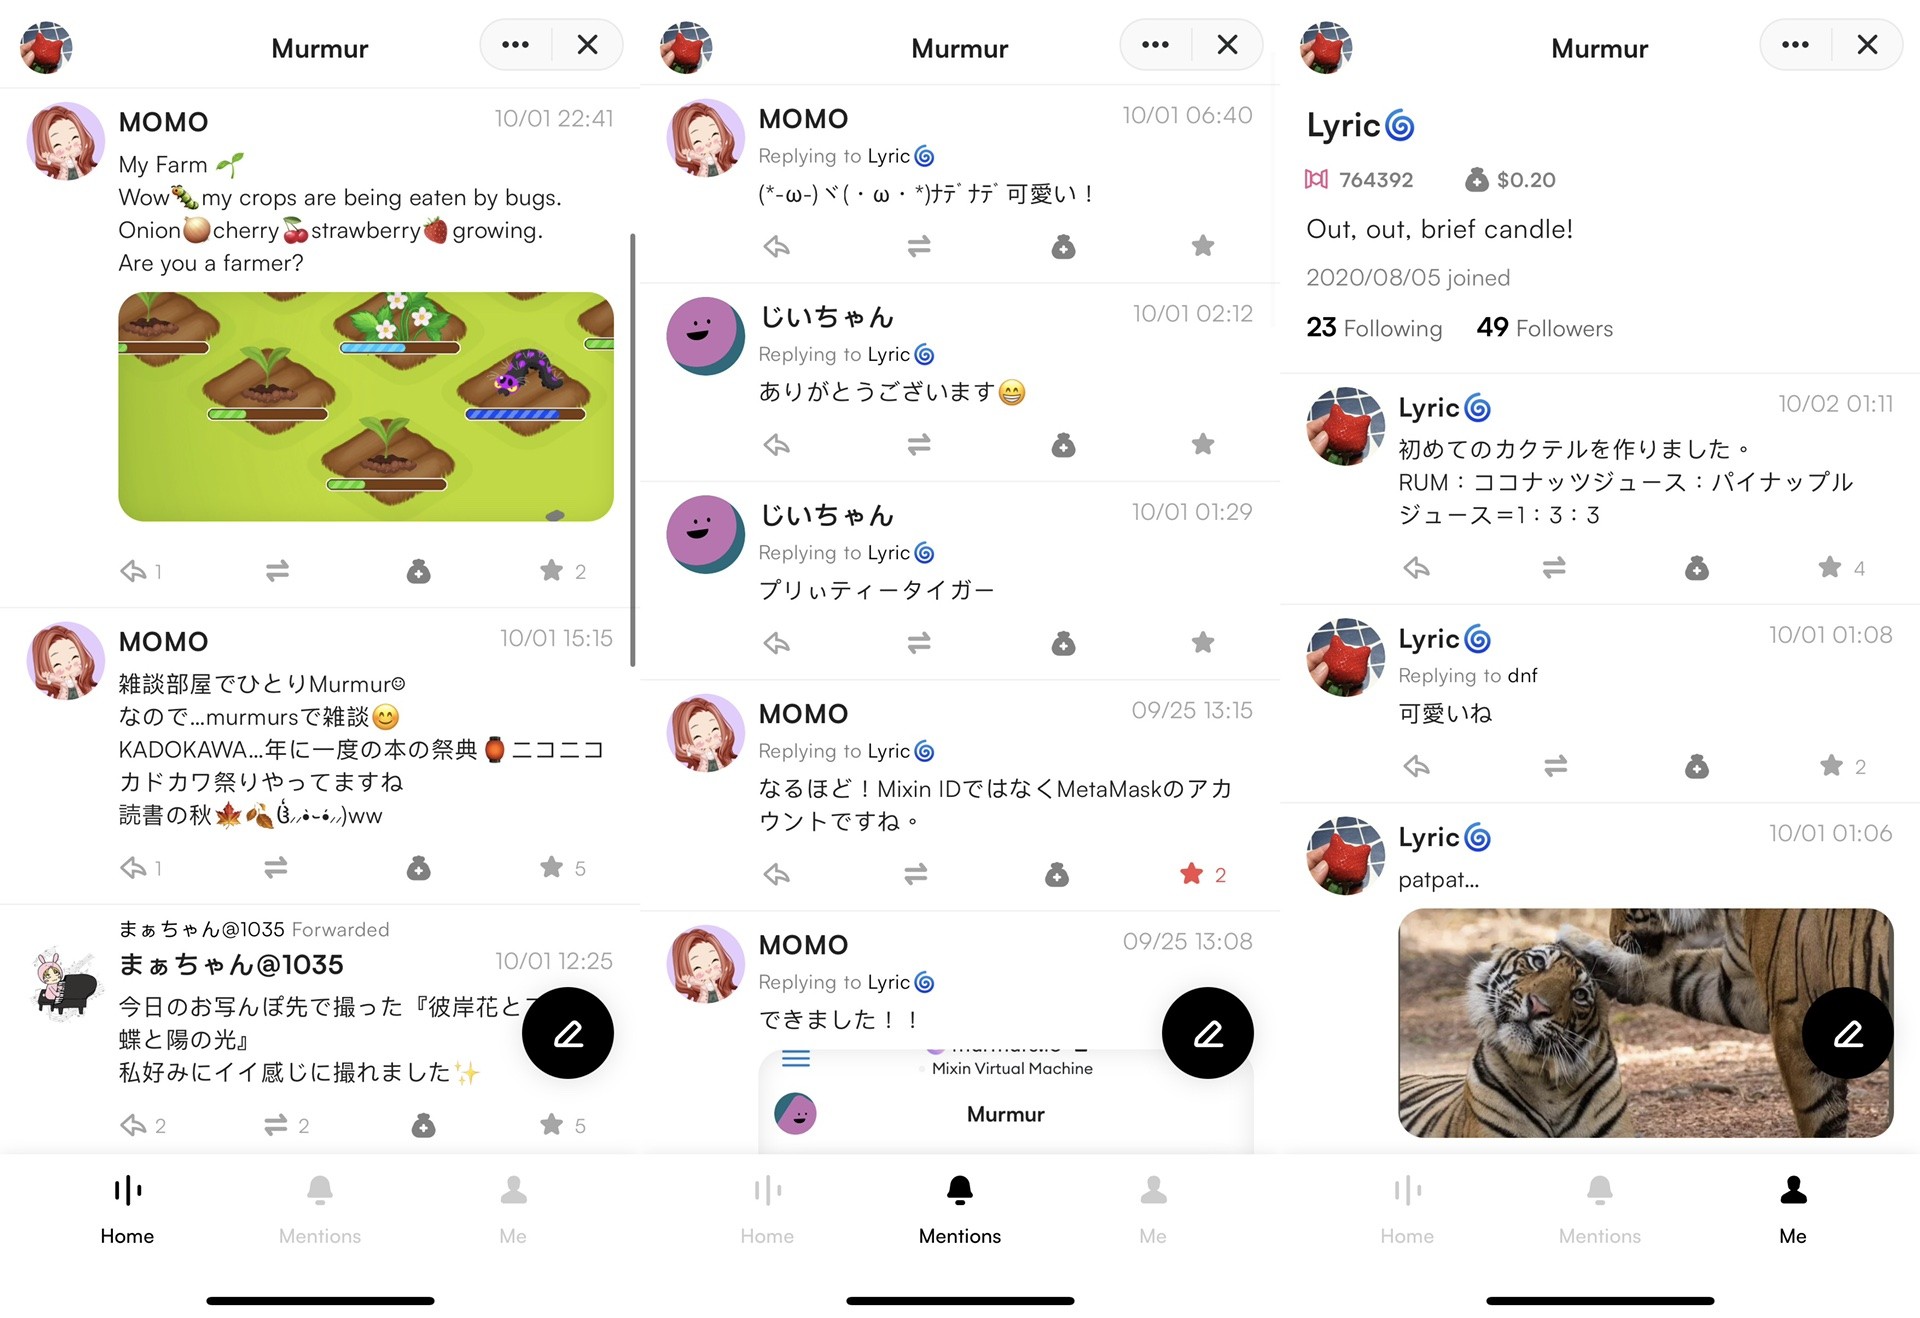 Murmur
MOMO
10/01 22:41
My Farm 🌱
Wow🐛my crops are being eaten by bugs.
Onion🧅cherry🍒strawberry🍓growing.
Are you a farmer?
1
2
MOMO
10/01 15:15
雑談部屋でひとりMurmur☺
なので…murmursで雑談😊
KADOKAWA…年に一度の本の祭典🏮ニコニコ
カドカワ祭りやってますね
読書の秋🍁🍂
1
5
まぁちゃん@1035 Forwarded
まぁちゃん@1035
10/01 12:25
今日のお写んぽ先で撮った『彼岸花と
蝶と陽の光』
私好みにイイ感じに撮れました✨
2
2
5
Home
Mentions
Me
Murmur
MOMO
10/01 06:40
Replying to Lyric🌀
(*-ω-)ヾ(・ω・*)ﾅﾃﾞﾅﾃﾞ可愛い！
じいちゃん
10/01 02:12
Replying to Lyric🌀
ありがとうございます😁
じいちゃん
10/01 01:29
Replying to Lyric🌀
プリぃティータイガー
MOMO
09/25 13:15
Replying to Lyric🌀
なるほど！Mixin IDではなくMetaMaskのアカ
ウントですね。
2
MOMO
09/25 13:08
Replying to Lyric🌀
できました！！
Mixin Virtual Machine
Murmur
Home
Mentions
Me
Murmur
Lyric🌀
764392
$0.20
Out, out, brief candle!
2020/08/05 joined
23 Following
49 Followers
Lyric🌀
10/02 01:11
初めてのカクテルを作りました。
RUM：ココナッツジュース：パイナップル
ジュース＝1：3：3
4
Lyric🌀
10/01 01:08
Replying to dnf
可愛いね
2
Lyric🌀
10/01 01:06
patpat...
Home
Mentions
Me